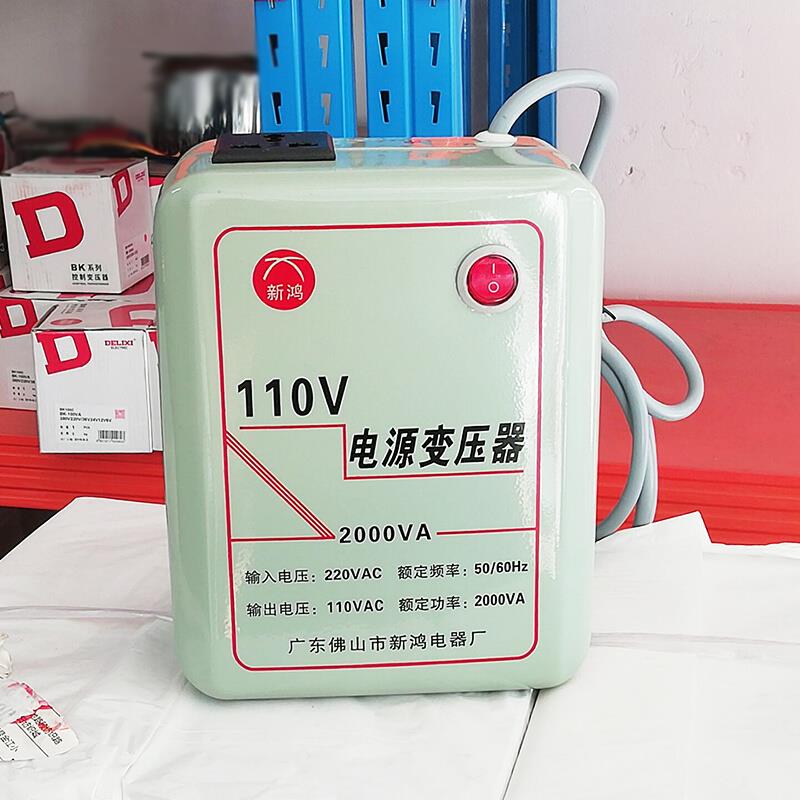 新鸿
I
O
110V
电源变压器
2000VA
输入电压：220VAC 额定频率：50/60Hz
输出电压：110VAC 额定功率：2000VA
广东佛山市新鸿电器厂
D
BK系列
控制变压器
D
DELIXI
ELECTRIC
D